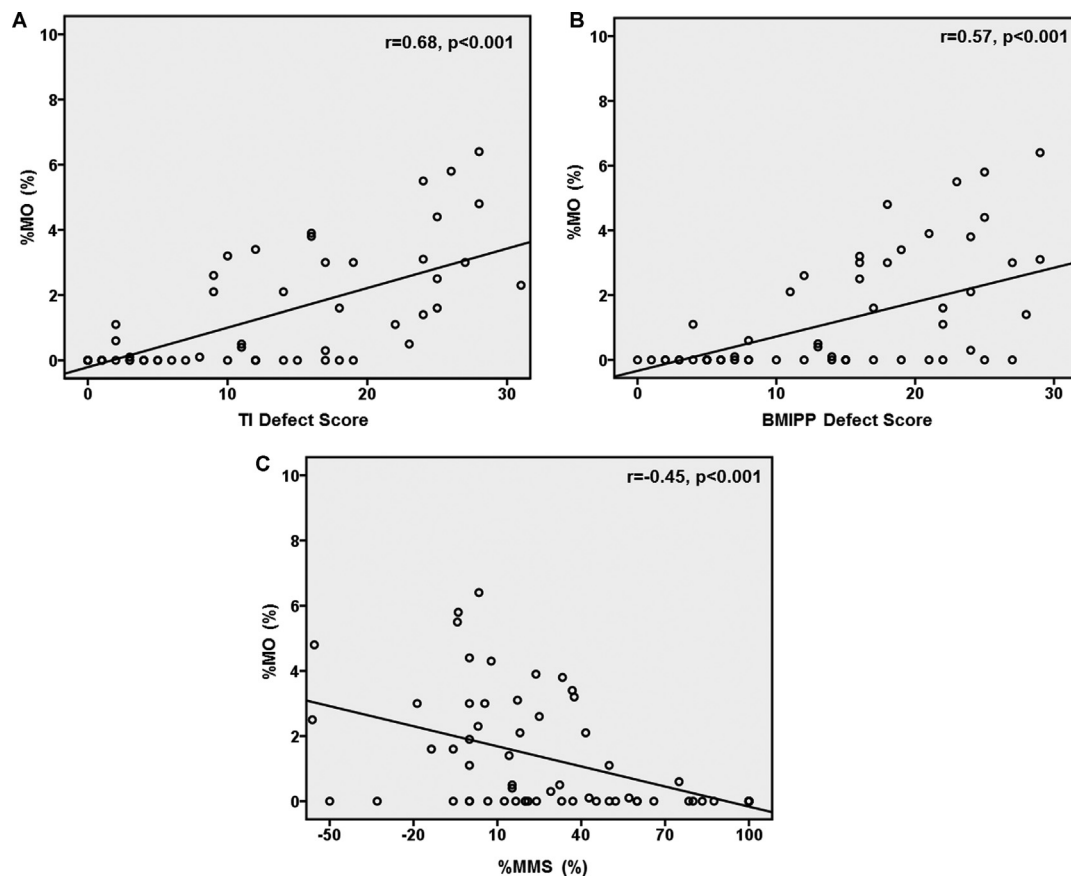 A
r=0.68, p<0.001
10
8
6
4
2
0
%MO (%)
0 10 20 30
TI Defect Score
B
r=0.57, p<0.001
10
8
6
4
2
0
%MO (%)
0 10 20 30
BMIPP Defect Score
C
r=-0.45, p<0.001
10
8
6
4
2
0
%MO (%)
-50 -20 10 40 70 100
%MMS (%)